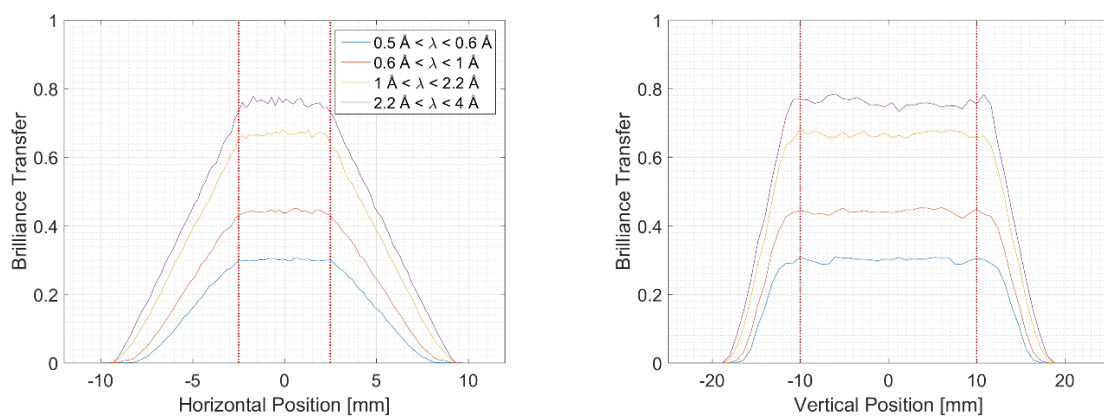 1
0.8
0.6
0.4
0.2
0
Brilliance Transfer
-10
-5
0
5
10
Horizontal Position [mm]
0.5 Å < λ < 0.6 Å
0.6 Å < λ < 1 Å
1 Å < λ < 2.2 Å
2.2 Å < λ < 4 Å
1
0.8
0.6
0.4
0.2
0
Brilliance Transfer
-20
-10
0
10
20
Vertical Position [mm]